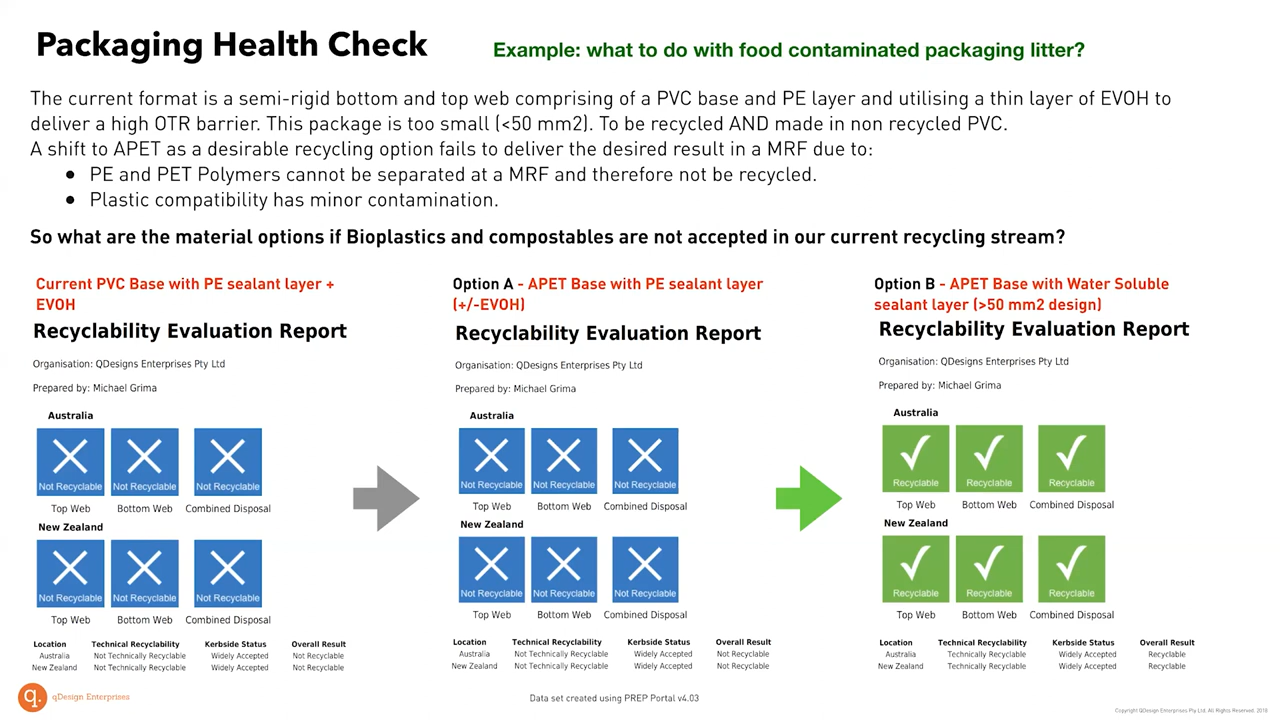 Packaging Health Check
Example: what to do with food contaminated packaging litter?
The current format is a semi-rigid bottom and top web comprising of a PVC base and PE layer and utilising a thin layer of EVOH to
deliver a high OTR barrier. This package is too small (<50 mm2). To be recycled AND made in non recycled PVC.
A shift to APET as a desirable recycling option fails to deliver the desired result in a MRF due to:
● PE and PET Polymers cannot be separated at a MRF and therefore not be recycled.
● Plastic compatibility has minor contamination.
So what are the material options if Bioplastics and compostables are not accepted in our current recycling stream?
Current PVC Base with PE sealant layer +
EVOH
Recyclability Evaluation Report
Organisation: QDesigns Enterprises Pty Ltd
Prepared by: Michael Grima
Australia
Not Recyclable Not Recyclable Not Recyclable
Top Web Bottom Web Combined Disposal
New Zealand
Not Recyclable Not Recyclable Not Recyclable
Top Web Bottom Web Combined Disposal
Location Technical Recyclability Kerbside Status Overall Result
Australia Not Technically Recyclable Widely Accepted Not Recyclable
New Zealand Not Technically Recyclable Widely Accepted Not Recyclable
Option A - APET Base with PE sealant layer
(+/-EVOH)
Recyclability Evaluation Report
Organisation: QDesigns Enterprises Pty Ltd
Prepared by: Michael Grima
Australia
Not Recyclable Not Recyclable Not Recyclable
Top Web Bottom Web Combined Disposal
New Zealand
Not Recyclable Not Recyclable Not Recyclable
Top Web Bottom Web Combined Disposal
Location Technical Recyclability Kerbside Status Overall Result
Australia Not Technically Recyclable Widely Accepted Not Recyclable
New Zealand Not Technically Recyclable Widely Accepted Not Recyclable
Option B - APET Base with Water Soluble
sealant layer (>50 mm2 design)
Recyclability Evaluation Report
Organisation: QDesigns Enterprises Pty Ltd
Prepared by: Michael Grima
Australia
Recyclable Recyclable Recyclable
Top Web Bottom Web Combined Disposal
New Zealand
Recyclable Recyclable Recyclable
Top Web Bottom Web Combined Disposal
Location Technical Recyclability Kerbside Status Overall Result
Australia Technically Recyclable Widely Accepted Recyclable
New Zealand Technically Recyclable Widely Accepted Recyclable
q. qDesign Enterprises
Data set created using PREP Portal v4.03
Copyright QDesign Enterprises Pty Ltd. All Rights Reserved. 2018